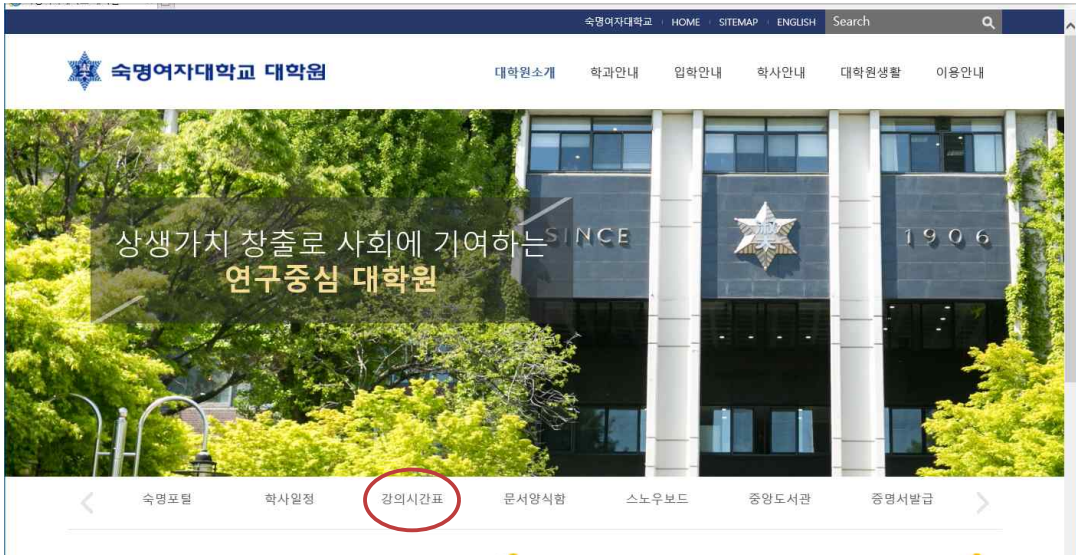 숙명여자대학교 HOME SITEMAP ENGLISH Search
숙명여자대학교 대학원
대학원소개 학과안내 입학안내 학사안내 대학원생활 이용안내
SINCE 1906
상생가치 창출로 사회에 기여하는
연구중심 대학원
숙명포털 학사일정 강의시간표 문서양식함 스노우보드 중앙도서관 증명서발급